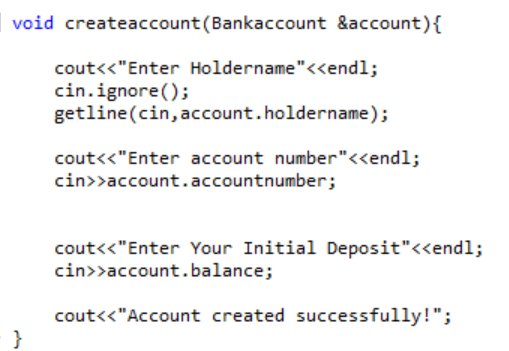 void createaccount(Bankaccount &account){
cout<<"Enter Holdername"<<endl;
cin.ignore();
getline(cin,account.holdername);
cout<<"Enter account number"<<endl;
cin>>account.accountnumber;
cout<<"Enter Your Initial Deposit"<<endl;
cin>>account.balance;
cout<<"Account created successfully!";
}